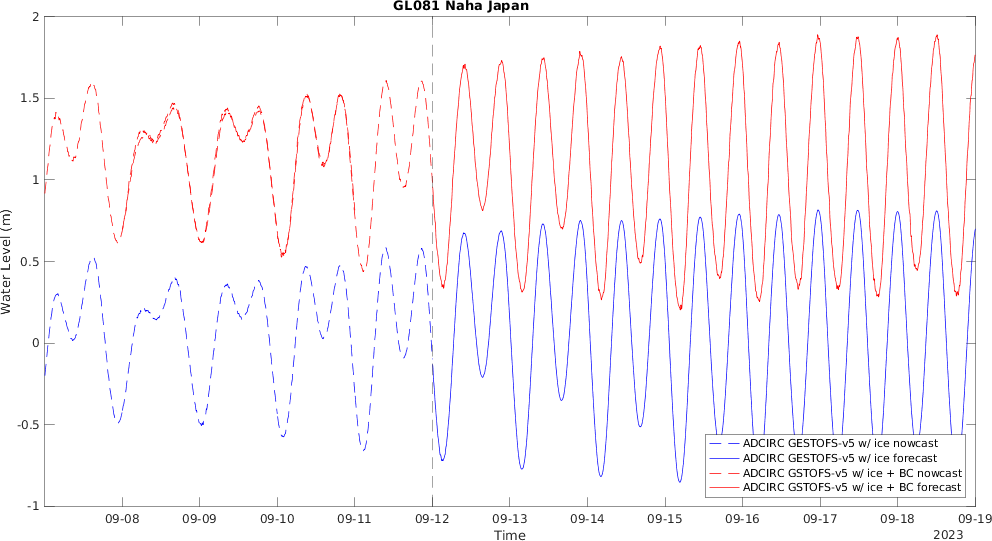 GL081 Naha Japan
2
1.5
1
0.5
0
-0.5
-1
Water Level (m)
ADCIRC GESTOFS-v5 w/ ice nowcast
ADCIRC GESTOFS-v5 w/ ice forecast
ADCIRC GSTOFS-v5 w/ ice + BC nowcast
ADCIRC GSTOFS-v5 w/ ice + BC forecast
09-08 09-09 09-10 09-11 09-12 09-13 09-14 09-15 09-16 09-17 09-18 09-19
Time
2023